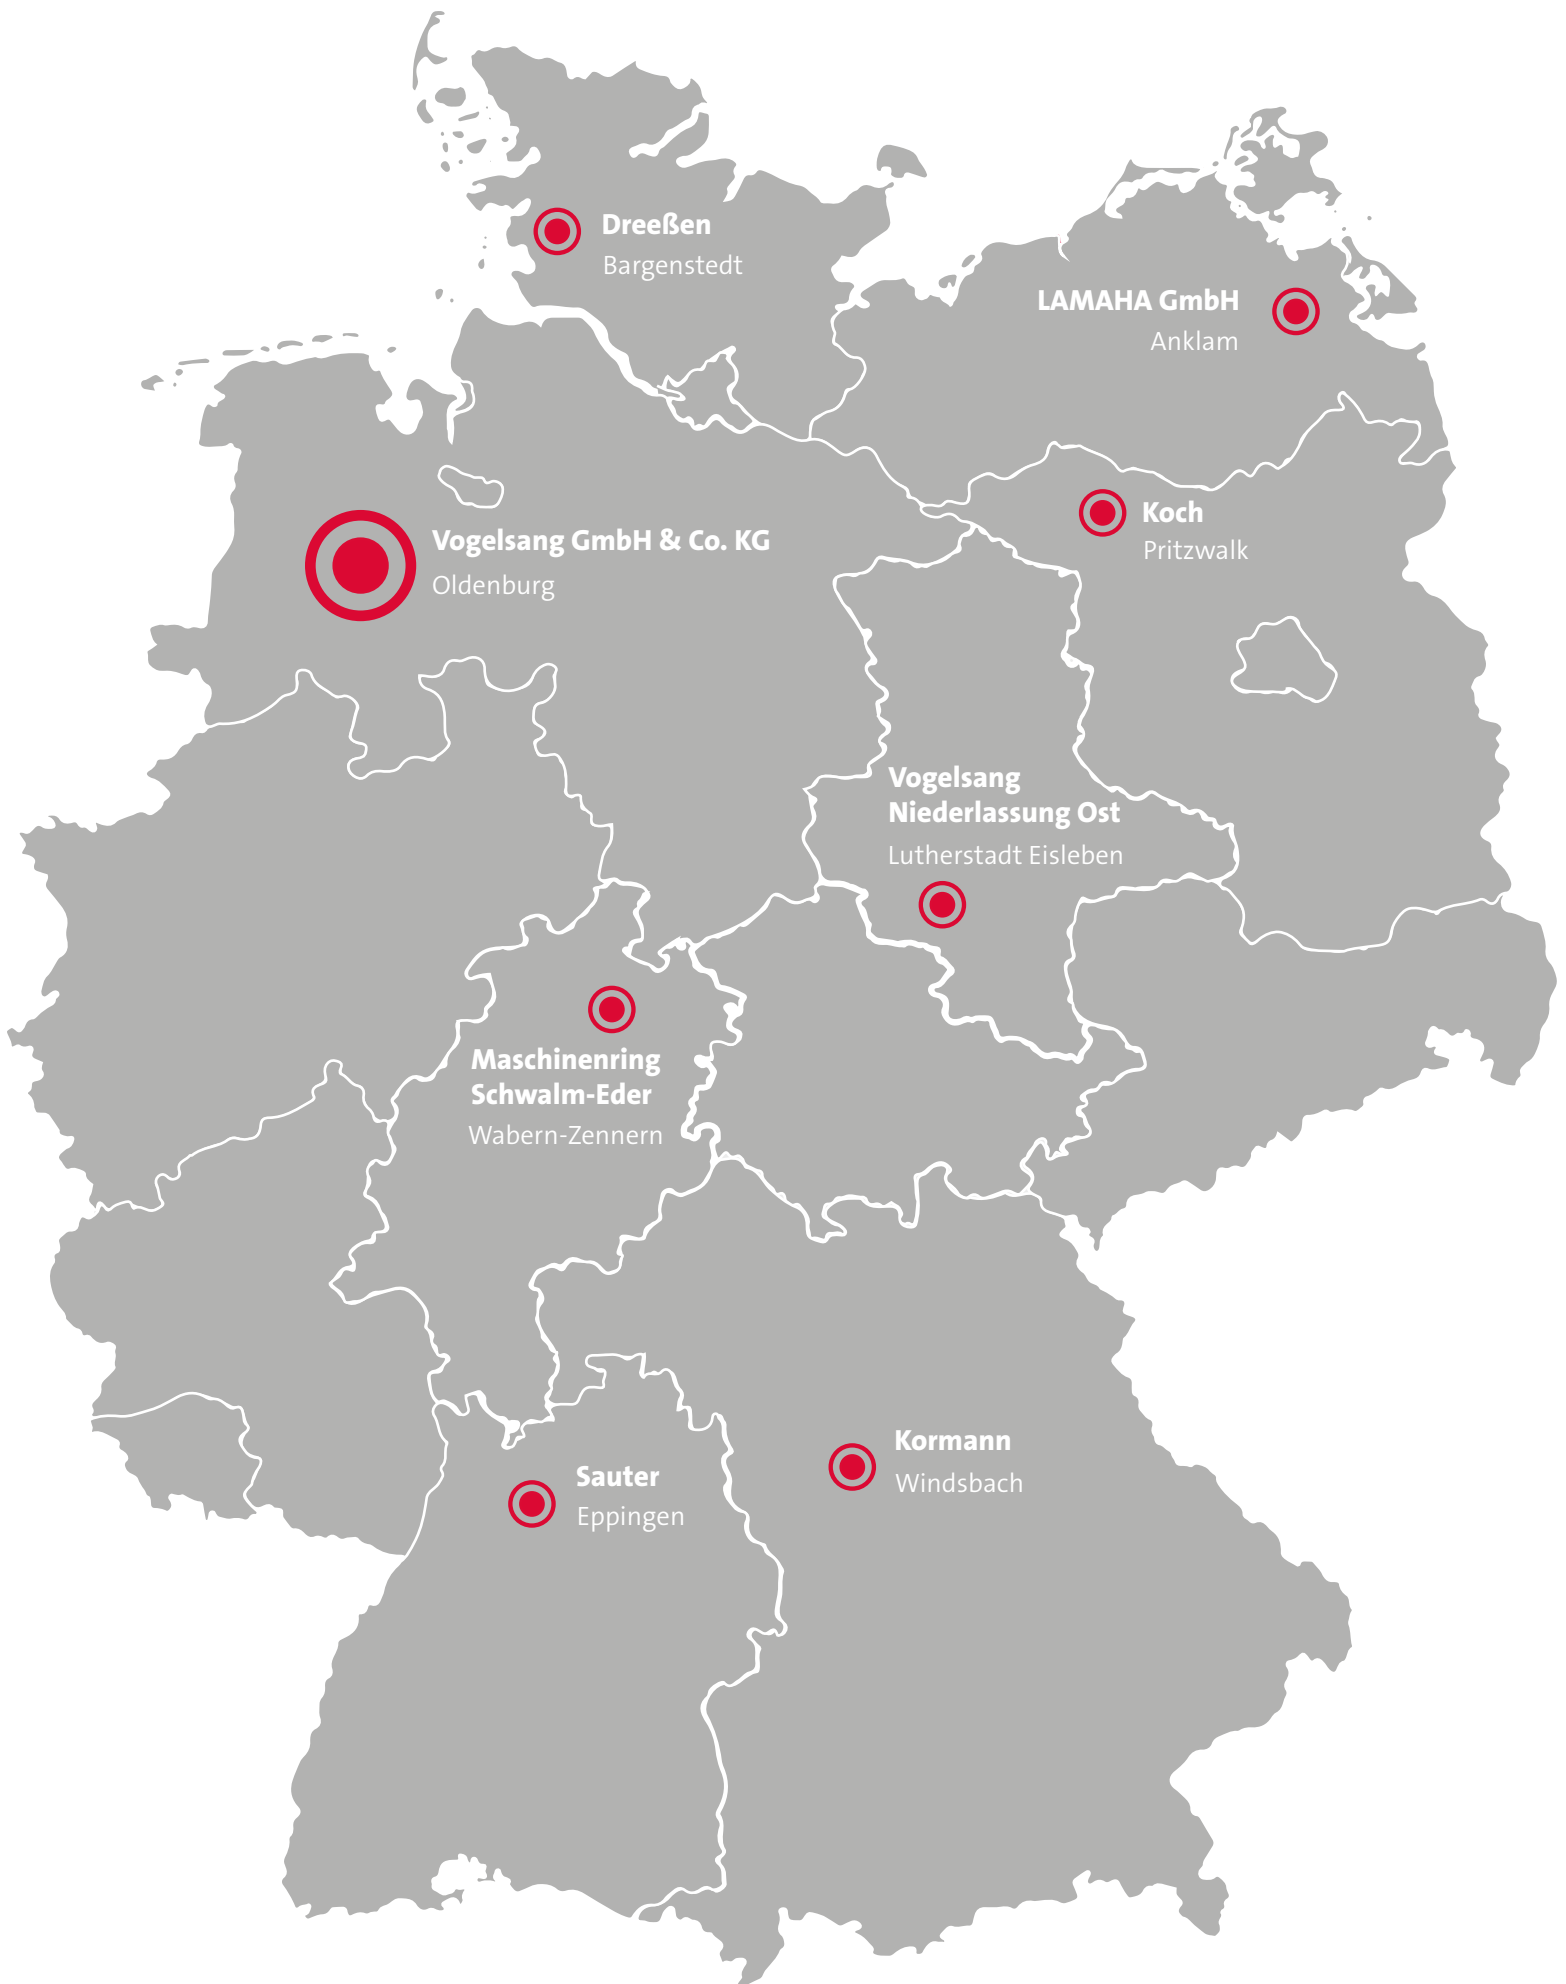 Dreeßen
Bargenstedt
LAMAHA GmbH
Anklam
Koch
Pritzwalk
Vogelsang GmbH & Co. KG
Oldenburg
Vogelsang
Niederlassung Ost
Lutherstadt Eisleben
Maschinenring
Schwalm-Eder
Wabern-Zennern
Kormann
Windsbach
Sauter
Eppingen